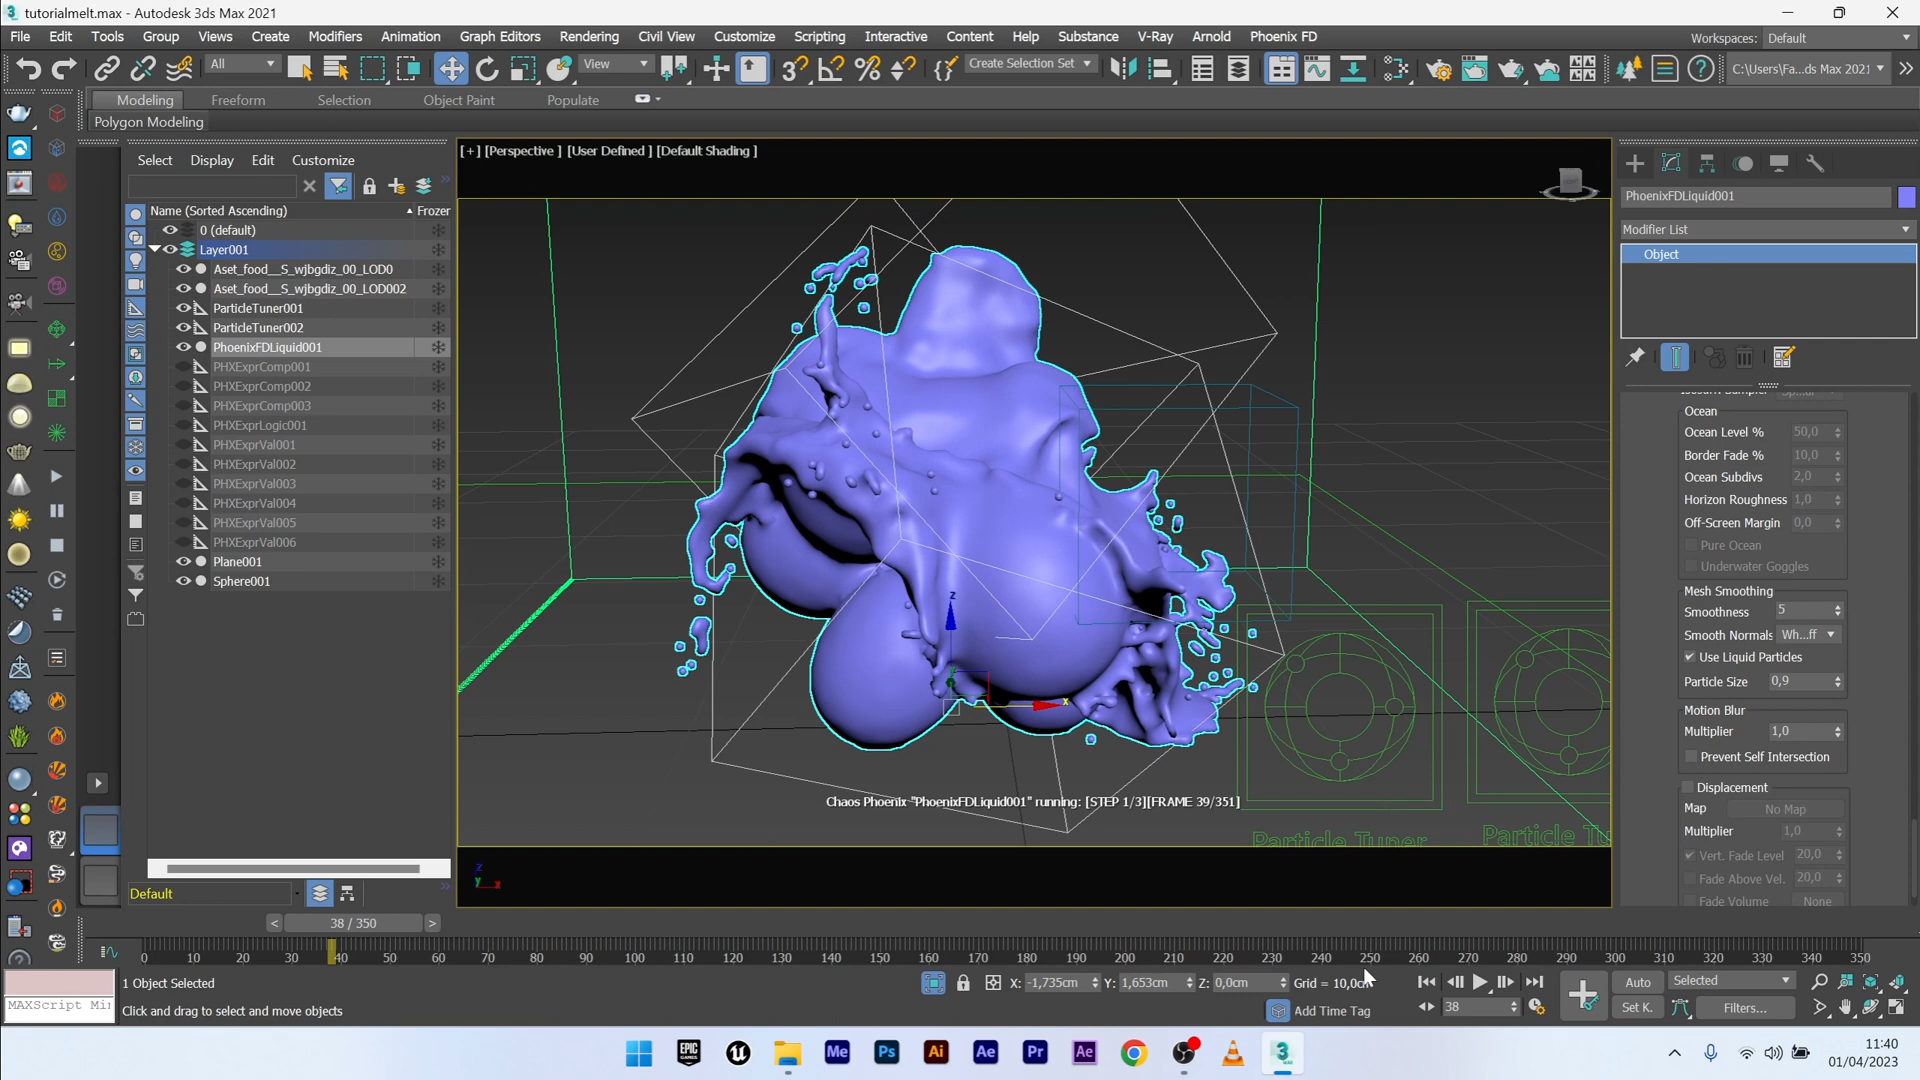 tutorialmelt.max - Autodesk 3ds Max 2021
File Edit Tools Group Views Create Modifiers Animation Graph Editors Rendering Civil View Customize Scripting Interactive Content Help Substance V-Ray Arnold Phoenix FD
Workspaces: Default
All
View
Create Selection Set
C:\Users\Fa...ds Max 2021
Modeling Freeform Selection Object Paint Populate
Polygon Modeling
Select Display Edit Customize
Name (Sorted Ascending) Frozen
0 (default)
Layer001
Aset_food__S_wjbgdiz_00_LOD0
Aset_food__S_wjbgdiz_00_LOD002
ParticleTuner001
ParticleTuner002
PhoenixFDLiquid001
PHXExprComp001
PHXExprComp002
PHXExprComp003
PHXExprLogic001
PHXExprVal001
PHXExprVal002
PHXExprVal003
PHXExprVal004
PHXExprVal005
PHXExprVal006
Plane001
Sphere001
Default
[+] [Perspective ] [User Defined ] [Default Shading ]
z
x
Chaos Phoenix "PhoenixFDLiquid001" running: [STEP 1/3][FRAME 39/351]
Particle Tuner
Particle Tu
z
y x
PhoenixFDLiquid001
Modifier List
Object
Ocean
Ocean Level % 50,0
Border Fade % 10,0
Ocean Subdivs 2,0
Horizon Roughness 1,0
Off-Screen Margin 0,0
Pure Ocean
Underwater Goggles
Mesh Smoothing
Smoothness 5
Smooth Normals Wh...ff
Use Liquid Particles
Particle Size 0,9
Motion Blur
Multiplier 1,0
Prevent Self Intersection
Displacement
Map No Map
Multiplier 1,0
Vert. Fade Level 20,0
Fade Above Vel. 20,0
Fade Volume None
< 38 / 350 >
0 10 20 30 40 50 60 70 80 90 100 110 120 130 140 150 160 170 180 190 200 210 220 230 240 250 260 270 280 290 300 310 320 330 340 350
1 Object Selected
X: -1,735cm Y: 1,653cm Z: 0,0cm Grid = 10,0cm
Auto Selected
MAXScript Mi
Click and drag to select and move objects
Add Time Tag
38
Set K. Filters...
EPIC GAMES Me Ps Ai Ae Pr Ae 3
11:40
01/04/2023